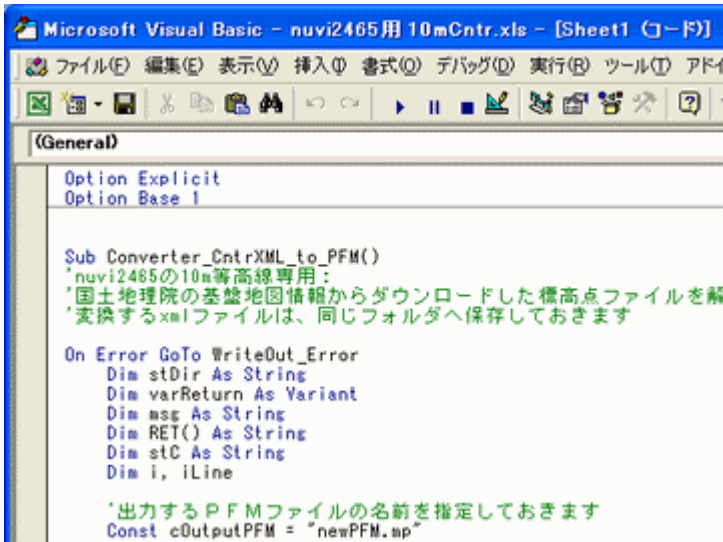 Microsoft Visual Basic - nuvi2465用 10mCntr.xls - [Sheet1 (コード)]
ファイル(F) 編集(E) 表示(V) 挿入(I) 書式(O) デバッグ(D) 実行(R) ツール(T) アドイ
(General)
Option Explicit
Option Base 1
Sub Converter_CntrXML_to_PFM()
'nuvi2465の10m等高線専用:
'国土地理院の基盤地図情報からダウンロードした標高点ファイルを解
'変換するxmlファイルは、同じフォルダへ保存しておきます
On Error GoTo WriteOut_Error
Dim stDir As String
Dim varReturn As Variant
Dim msg As String
Dim RET() As String
Dim stC As String
Dim i, iLine
'出力するＰＦＭファイルの名前を指定しておきます
Const cOutputPFM = "newPFM.mp"